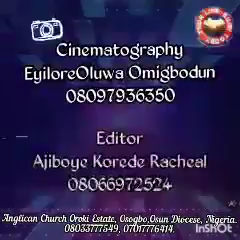 Cinematography
EyiloreOluwa Omigbodun
08097936350
Editor
Ajiboye Korede Racheal
08066972524
Anglican Church Oroki Estate, Osogbo,Osun Diocese, Nigeria.
08033777549, 07017776414.
InShOt